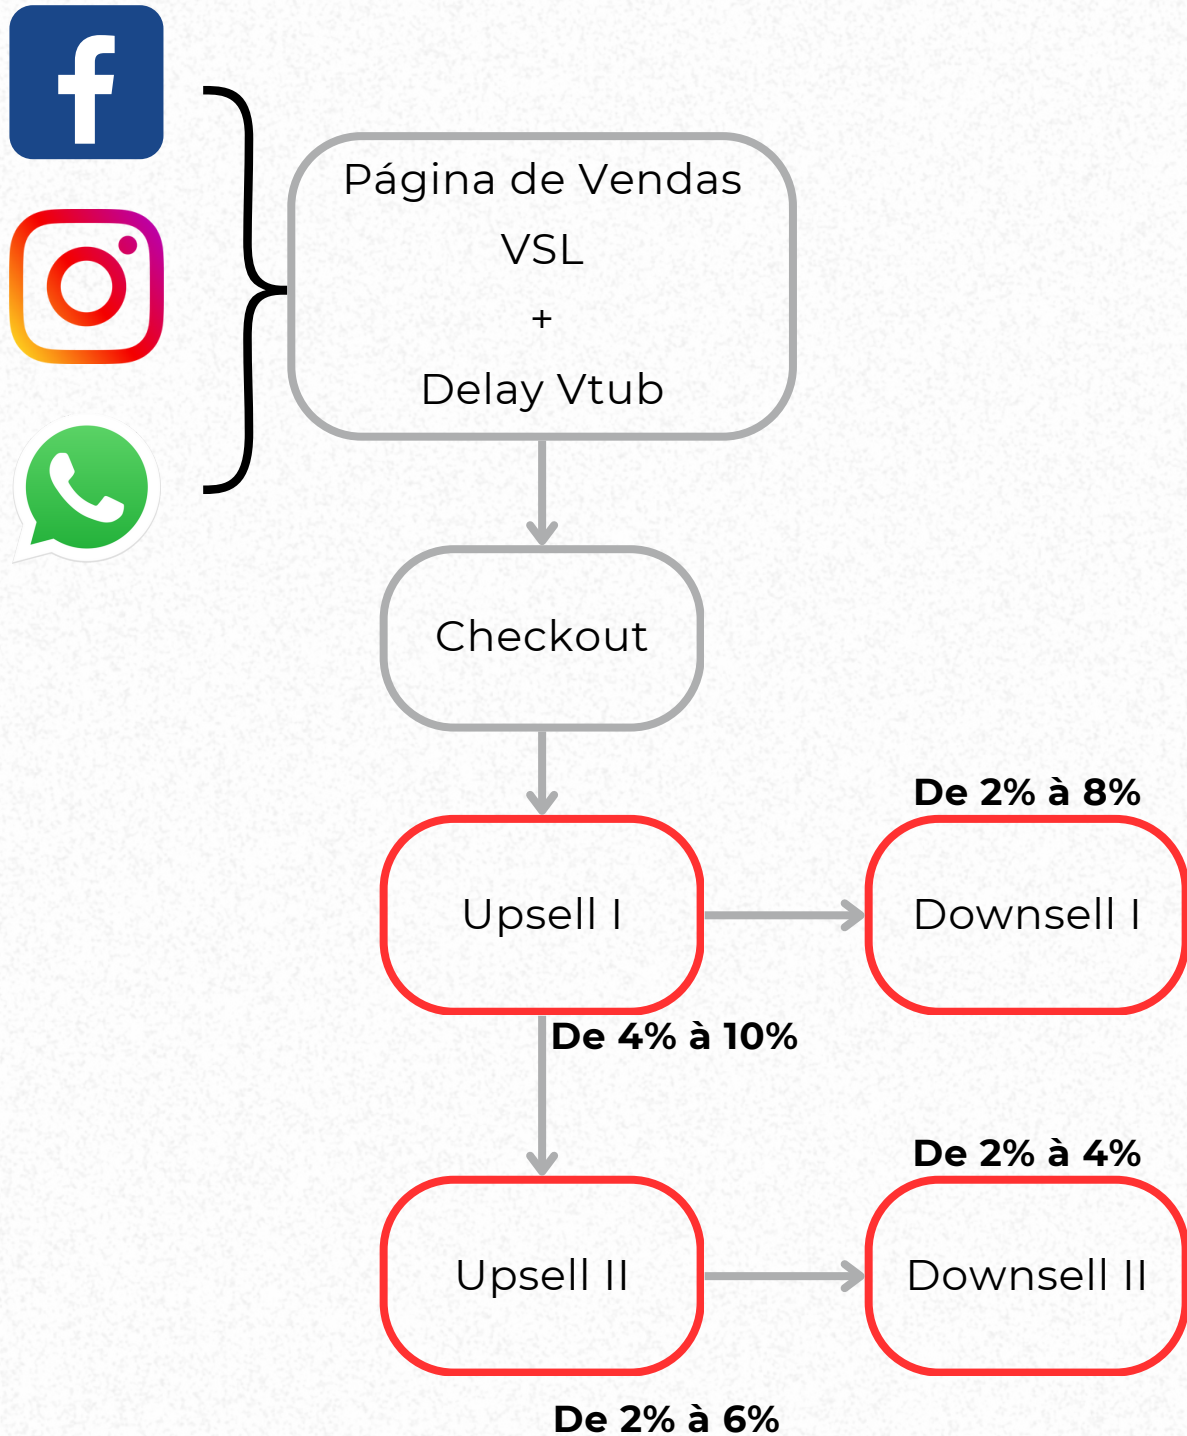 Página de Vendas
VSL
+
Delay Vtub
Checkout
De 2% à 8%
Upsell I
Downsell I
De 4% à 10%
De 2% à 4%
Upsell II
Downsell II
De 2% à 6%